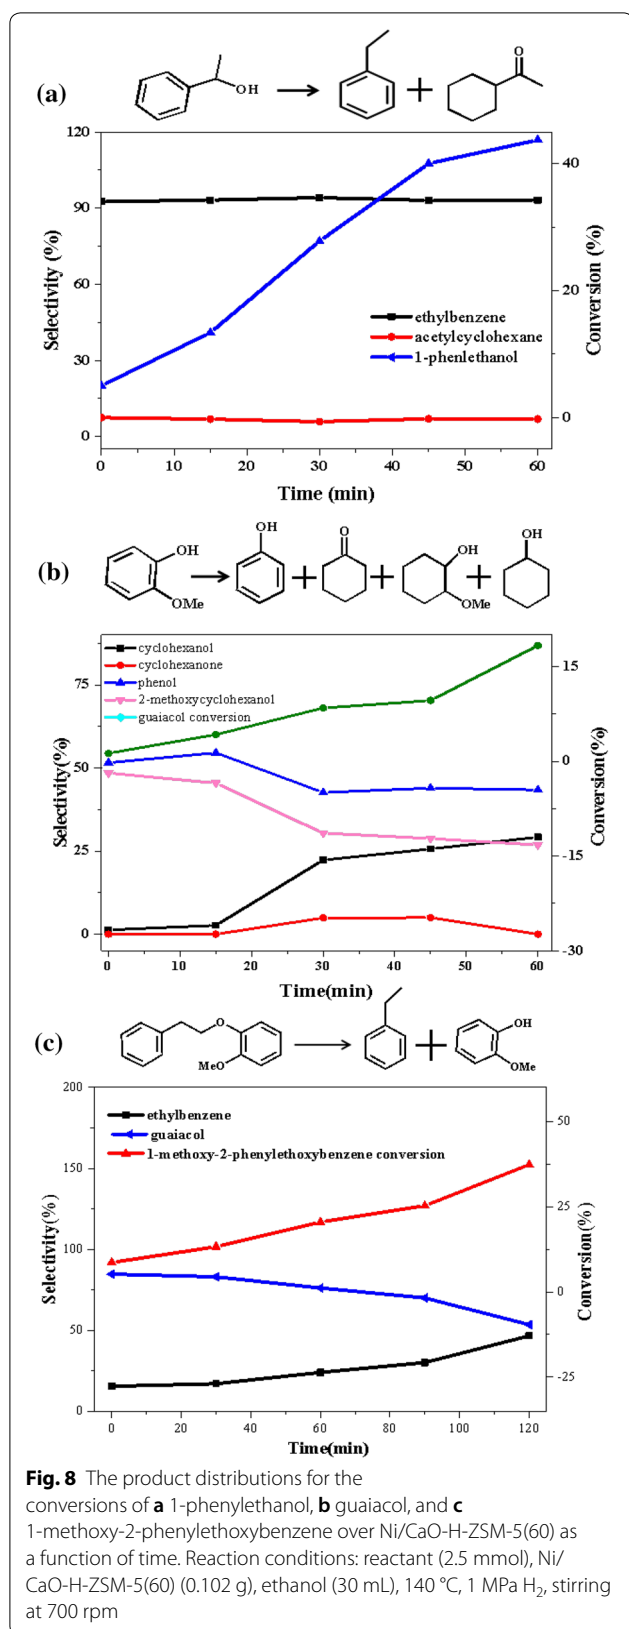 (a)
OH
O
120
90
60
30
0
Selectivity (%)
40
20
0
Conversion (%)
ethylbenzene
acetylcyclohexane
1-phenlethanol
0 10 20 30 40 50 60
Time (min)
(b)
OH
OMe
OH
O
OH
OMe
OH
cyclohexanol
cyclohexanone
phenol
2-methoxycyclohexanol
guaiacol conversion
75
50
25
0
Selectivity(%)
15
0
-15
-30
Conversion(%)
0 10 20 30 40 50 60
Time(min)
(c)
O
MeO
OH
OMe
200
150
100
50
0
Selectivity(%)
ethylbenzene
guaiacol
1-methoxy-2-phenylethoxybenzene conversion
50
25
0
-25
Conversion(%)
0 20 40 60 80 100 120
Time(min)
Fig. 8 The product distributions for the
conversions of a 1-phenylethanol, b guaiacol, and c
1-methoxy-2-phenylethoxybenzene over Ni/CaO-H-ZSM-5(60) as
a function of time. Reaction conditions: reactant (2.5 mmol), Ni/
CaO-H-ZSM-5(60) (0.102 g), ethanol (30 mL), 140 °C, 1 MPa H₂, stirring
at 700 rpm